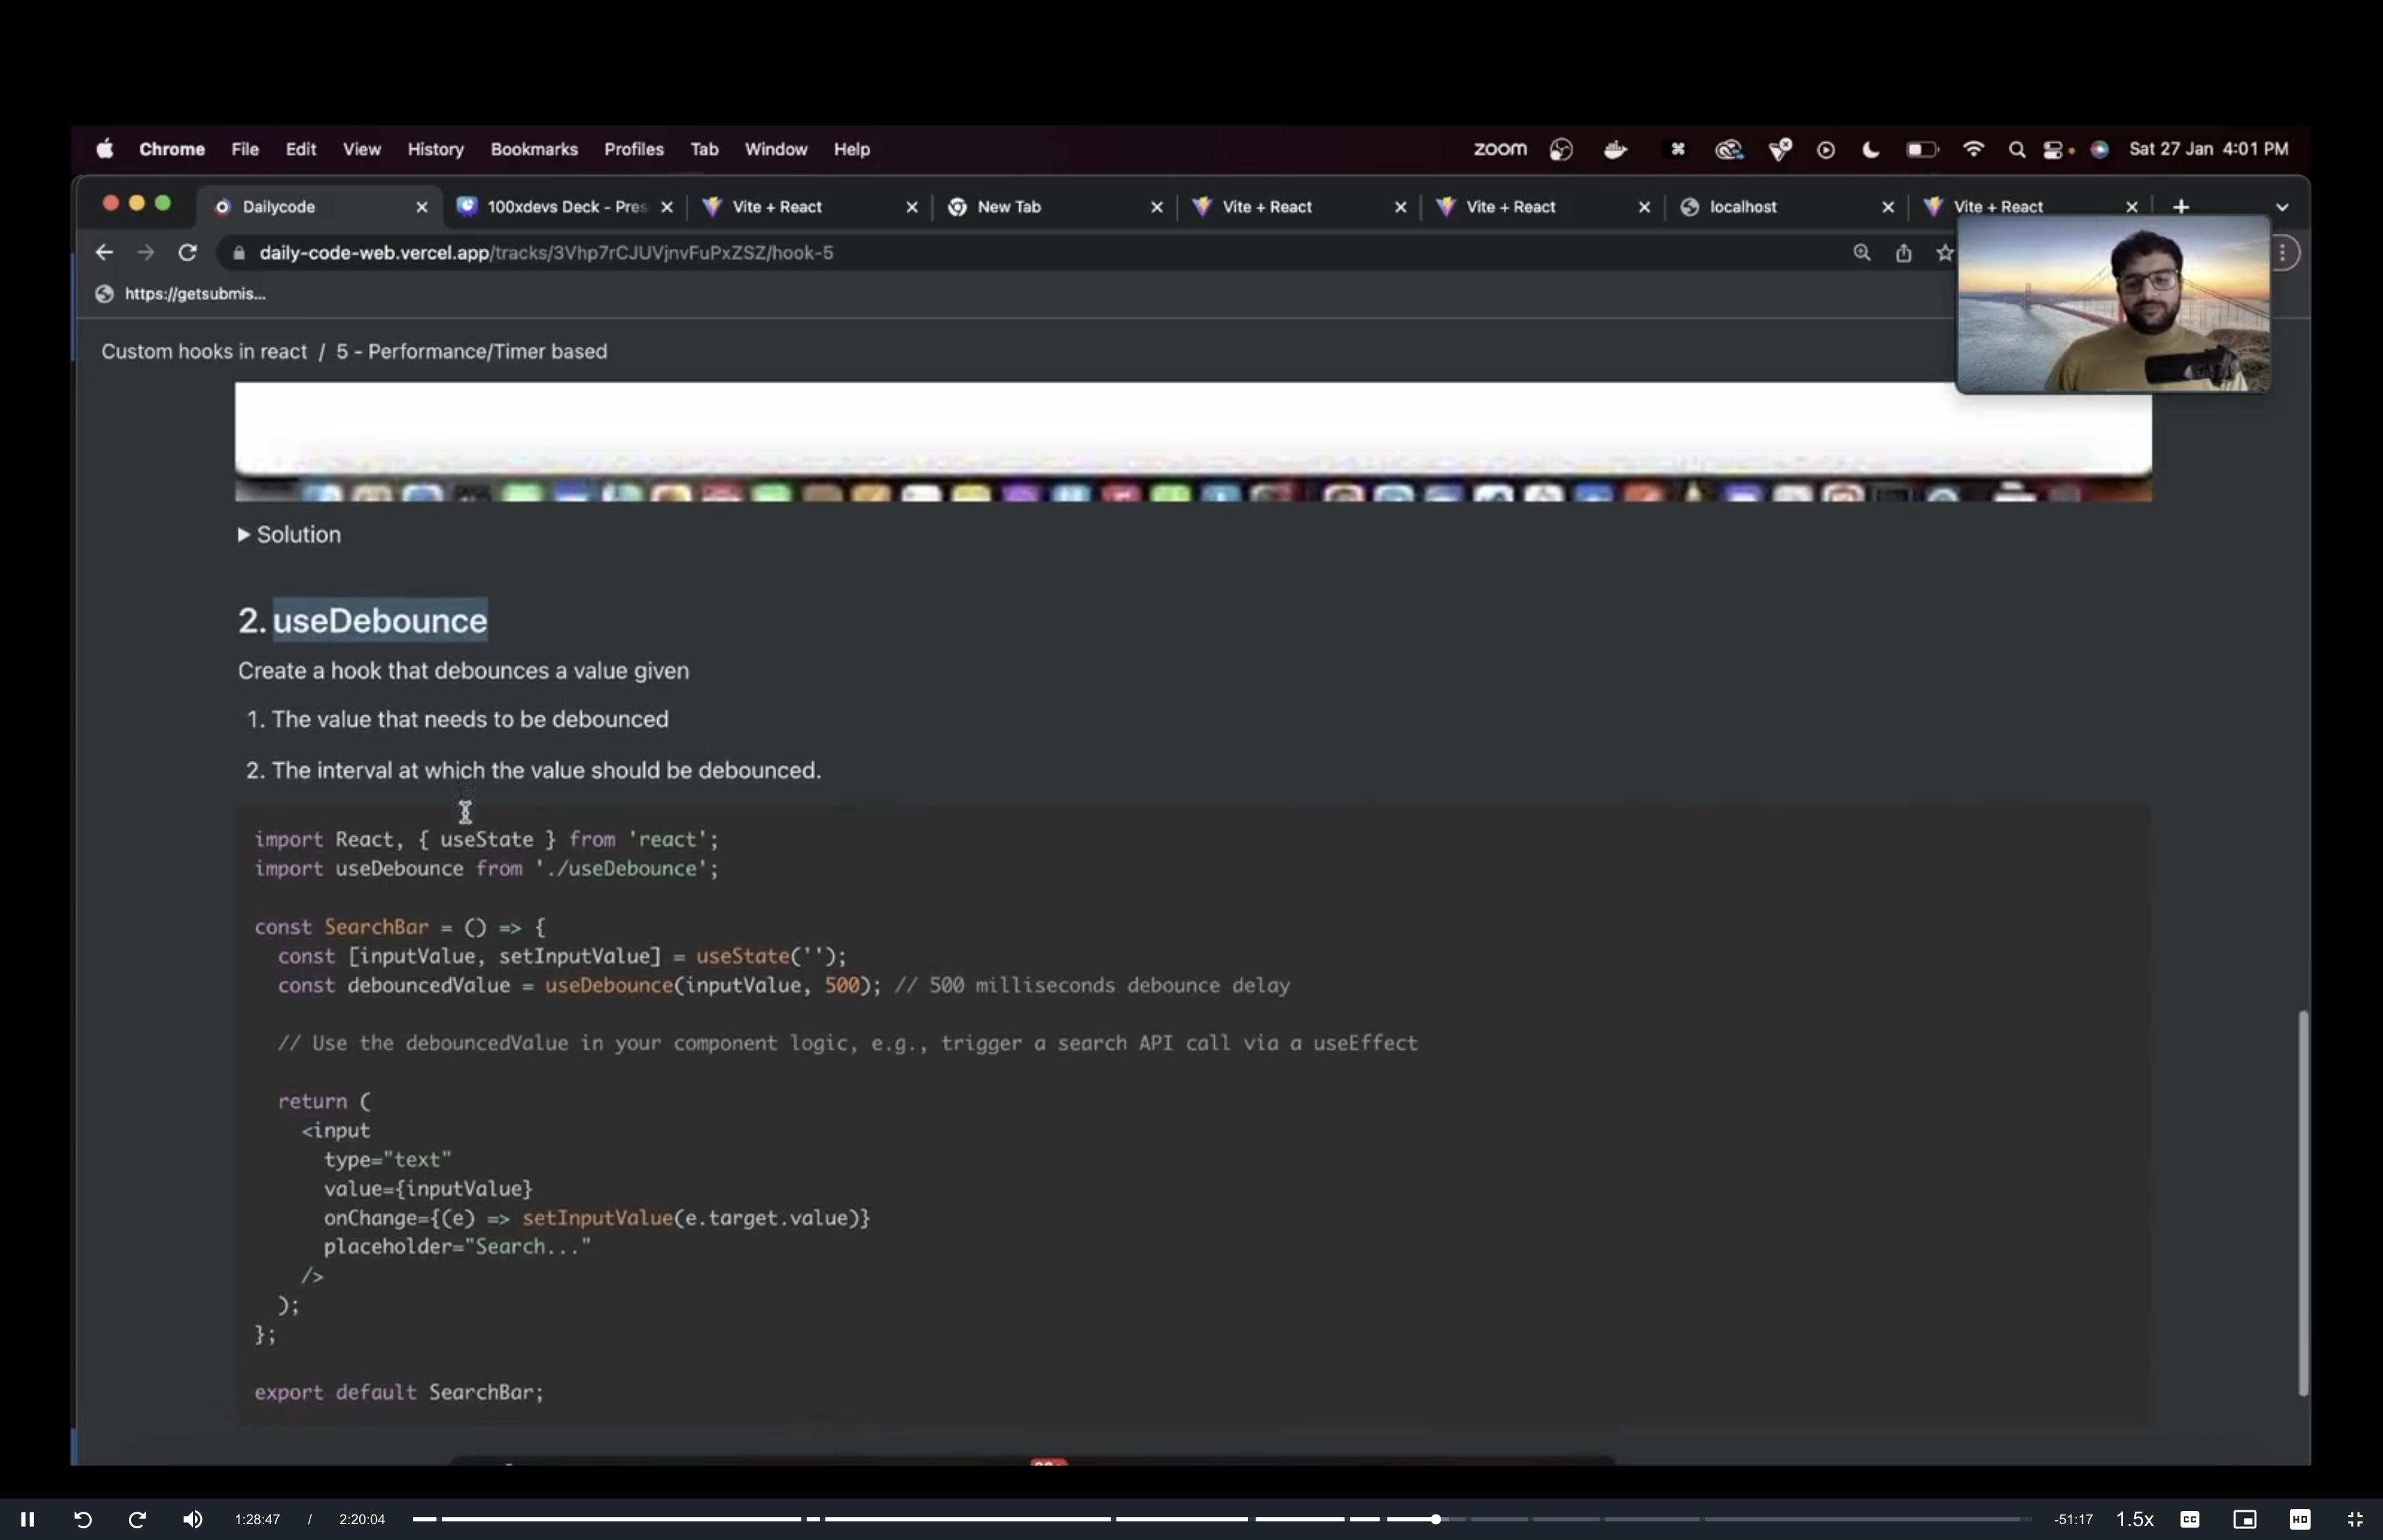 Chrome File Edit View History Bookmarks Profiles Tab Window Help zoom Sat 27 Jan 4:01 PM
Dailycode 100xdevs Deck - Pres Vite + React New Tab Vite + React Vite + React localhost Vite + React
daily-code-web.vercel.app/tracks/3Vhp7rCJUVjnvFuPxZSZ/hook-5
https://getsubmis...
Custom hooks in react / 5 - Performance/Timer based
Solution
2. useDebounce
Create a hook that debounces a value given
1. The value that needs to be debounced
2. The interval at which the value should be debounced.
import React, { useState } from 'react';
import useDebounce from './useDebounce';
const SearchBar = () => {
const [inputValue, setInputValue] = useState('');
const debouncedValue = useDebounce(inputValue, 500); // 500 milliseconds debounce delay
// Use the debouncedValue in your component logic, e.g., trigger a search API call via a useEffect
return (
<input
type="text"
value={inputValue}
onChange={(e) => setInputValue(e.target.value)}
placeholder="Search..."
/>
);
};
export default SearchBar;
1:28:47 / 2:20:04 -51:17 1.5x CC HD